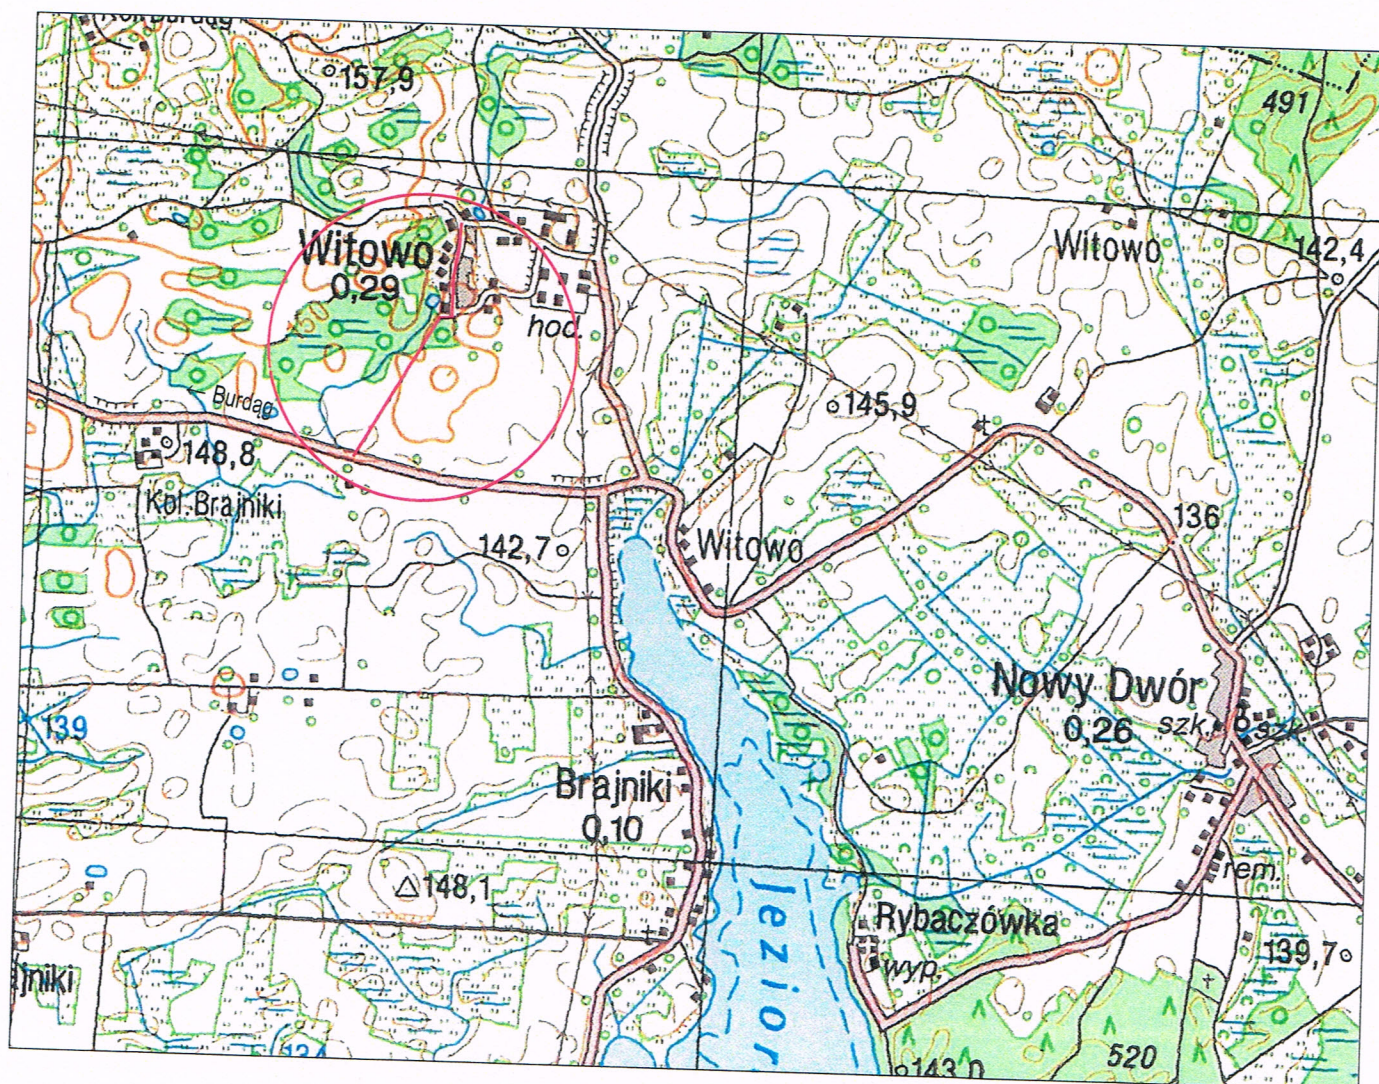 157,9
491
Witowo
0,29
Witowo
142,4
hod.
150
Burdąg
145,9
148,8
Kol. Brajniki
142,7
Witowo
136
Nowy Dwór
0,26
szk.
szk.
139
Brajniki
0,10
148,1
rem.
Rybaczówka
wyp.
139,7
jniki
Jezior
134
143,0
520